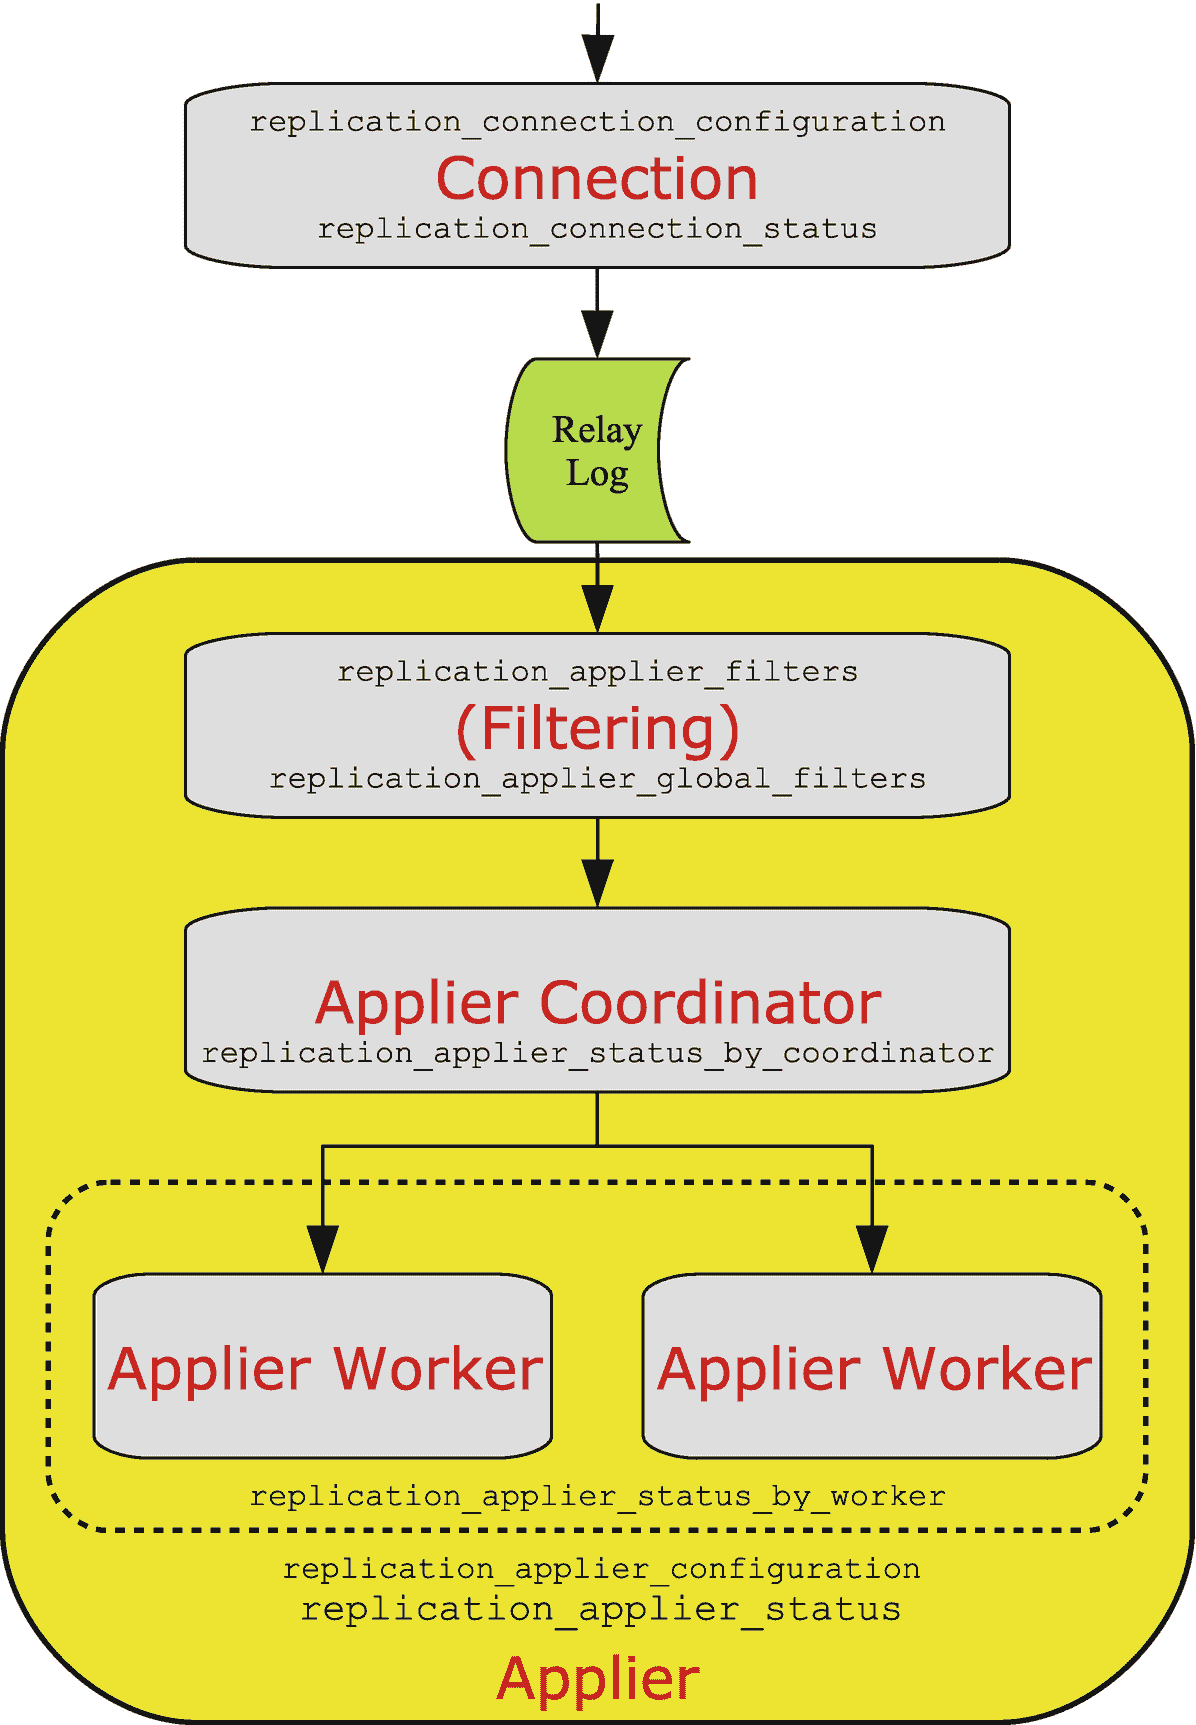 replication_connection_configuration
Connection
replication_connection_status
Relay
Log
replication_applier_filters
(Filtering)
replication_applier_global_filters
Applier Coordinator
replication_applier_status_by_coordinator
Applier Worker
Applier Worker
replication_applier_status_by_worker
replication_applier_configuration
replication_applier_status
Applier